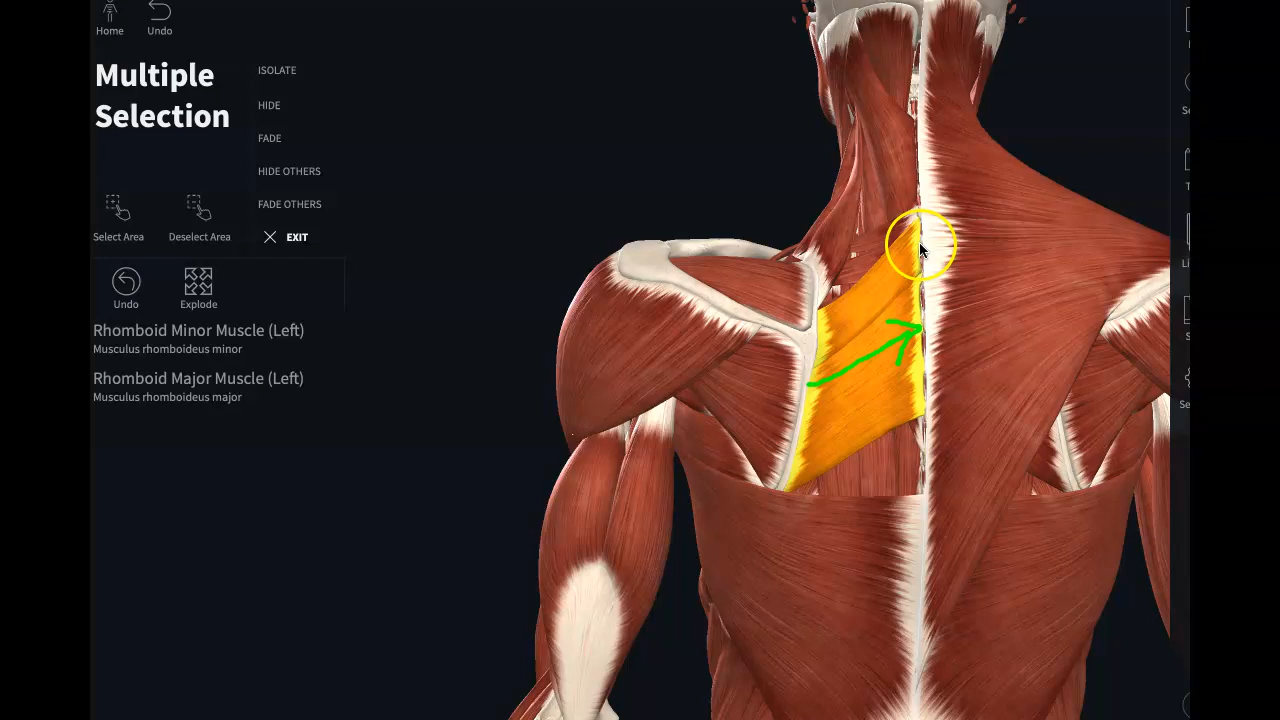 Home
Undo
Multiple
Selection
ISOLATE
HIDE
FADE
HIDE OTHERS
FADE OTHERS
EXIT
Select Area
Deselect Area
Undo
Explode
Rhomboid Minor Muscle (Left)
Musculus rhomboideus minor
Rhomboid Major Muscle (Left)
Musculus rhomboideus major